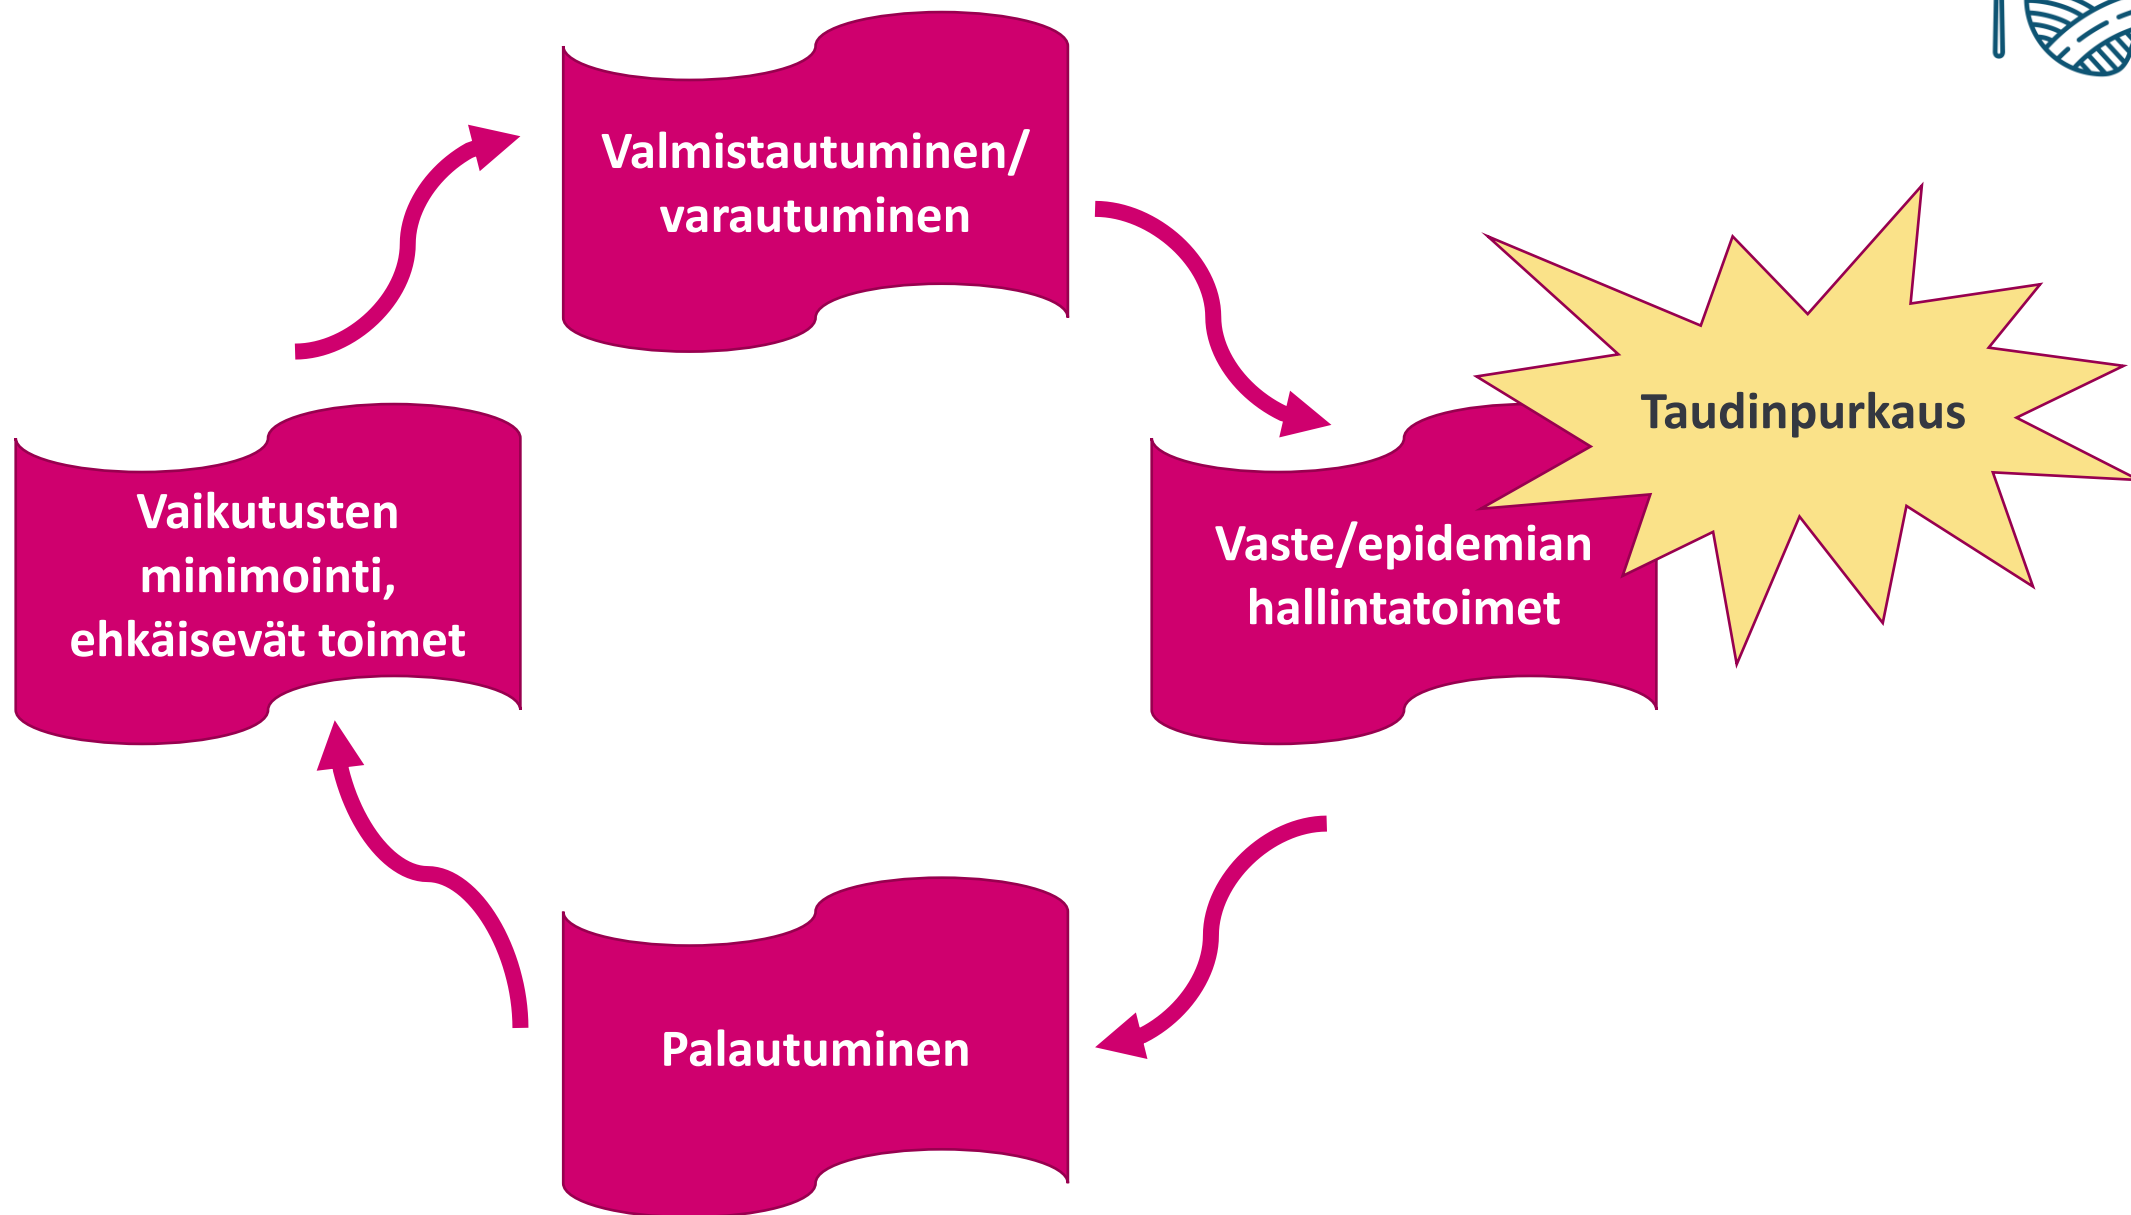 Valmistautuminen/
varautuminen
Taudinpurkaus
Vaikutusten
minimointi,
ehkäisevät toimet
Vaste/epidemian
hallintatoimet
Palautuminen